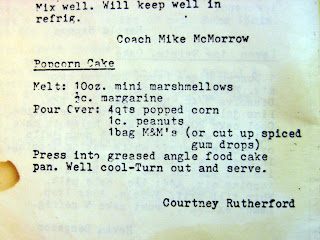 Mix well. Will keep well in
refrig.
Coach Mike McMorrow
Popcorn Cake
Melt: 10oz. mini marshmellows
½c. margarine
Pour Over: 4qts popped corn
1c. peanuts
1bag M&M's (or cut up spiced
gum drops)
Press into greased angle food cake
pan. Well cool-Turn out and serve.
Courtney Rutherford